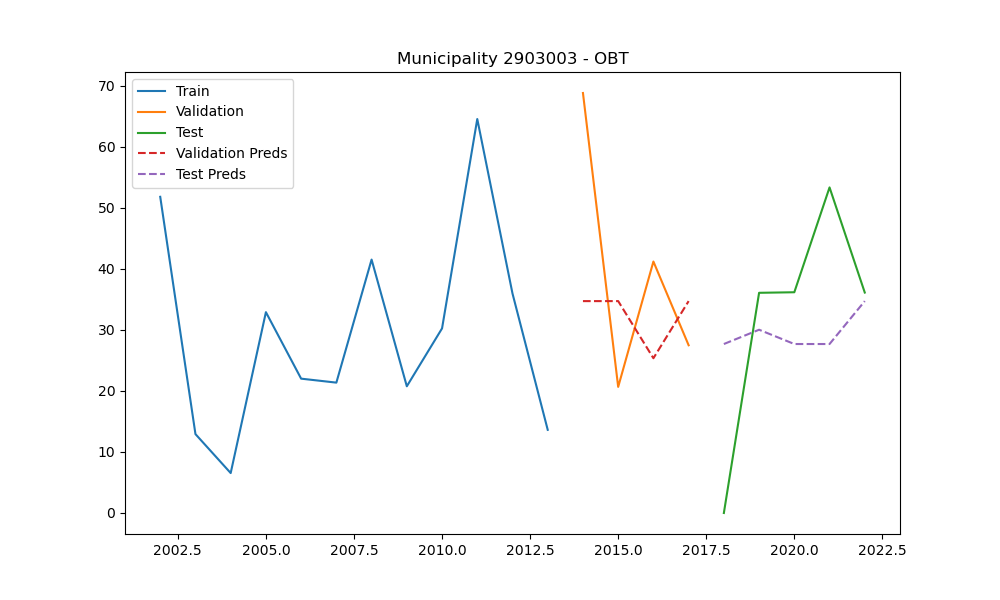 Municipality 2903003 - OBT
Train
Validation
Test
Validation Preds
Test Preds
70
60
50
40
30
20
10
0
2002.5 2005.0 2007.5 2010.0 2012.5 2015.0 2017.5 2020.0 2022.5